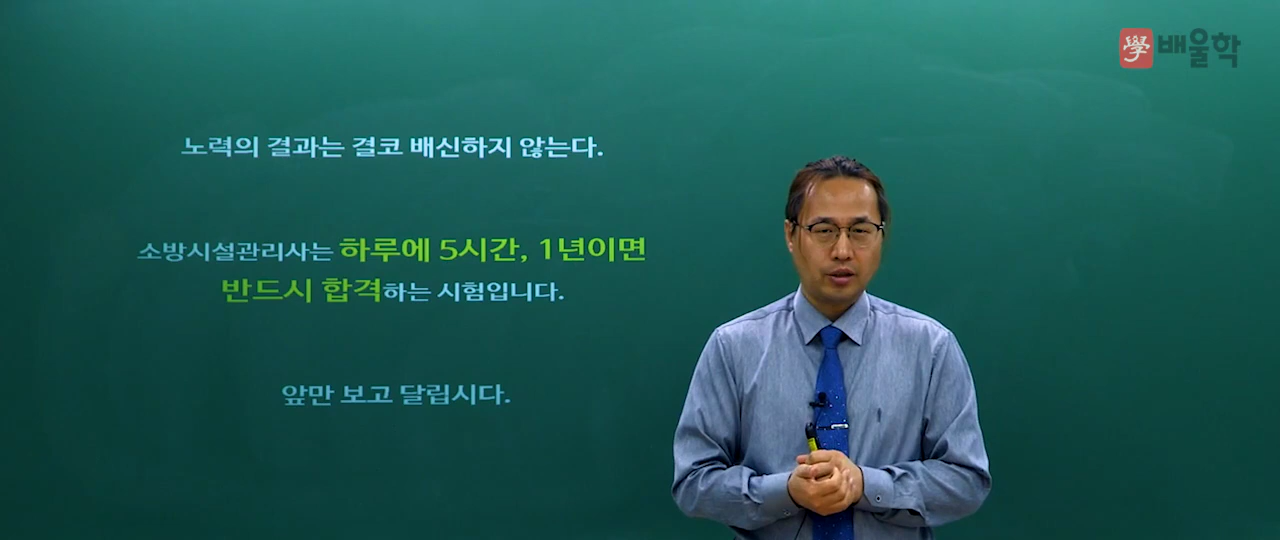 學 배울학
노력의 결과는 결코 배신하지 않는다.
소방시설관리사는 하루에 5시간, 1년이면
반드시 합격하는 시험입니다.
앞만 보고 달립시다.